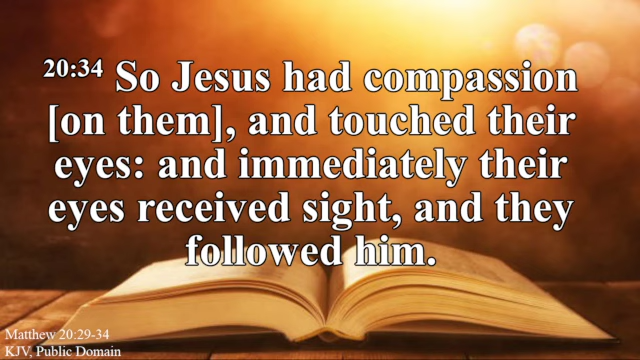 20:34 So Jesus had compassion
[on them], and touched their
eyes: and immediately their
eyes received sight, and they
followed him.
Matthew 20:29-34
KJV, Public Domain